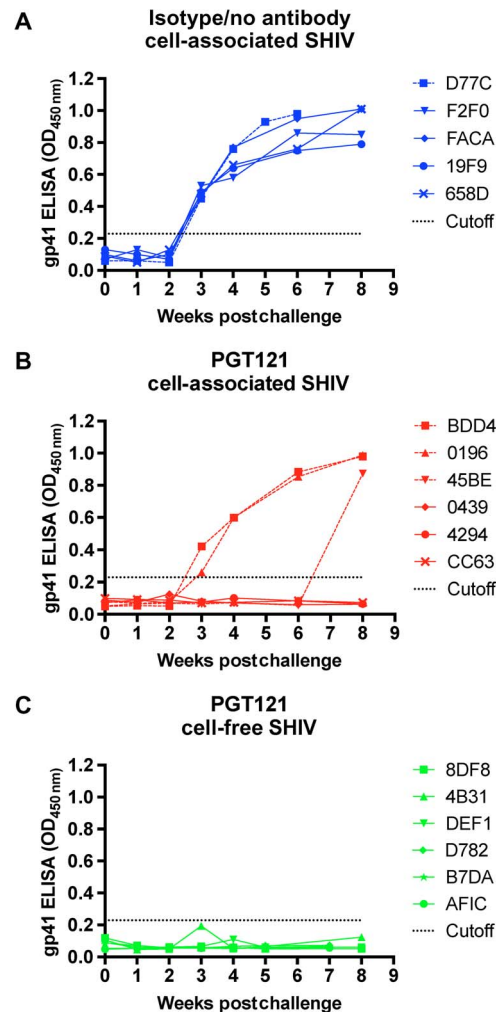 A
Isotype/no antibody
cell-associated SHIV
gp41 ELISA (OD450 nm)
1.2
1.0
0.8
0.6
0.4
0.2
0.0
0 1 2 3 4 5 6 7 8 9
Weeks postchallenge
D77C
F2F0
FACA
19F9
658D
Cutoff
B
PGT121
cell-associated SHIV
gp41 ELISA (OD450 nm)
1.2
1.0
0.8
0.6
0.4
0.2
0.0
0 1 2 3 4 5 6 7 8 9
Weeks postchallenge
BDD4
0196
45BE
0439
4294
CC63
Cutoff
C
PGT121
cell-free SHIV
gp41 ELISA (OD450 nm)
1.2
1.0
0.8
0.6
0.4
0.2
0.0
0 1 2 3 4 5 6 7 8 9
Weeks postchallenge
8DF8
4B31
DEF1
D782
B7DA
AFIC
Cutoff